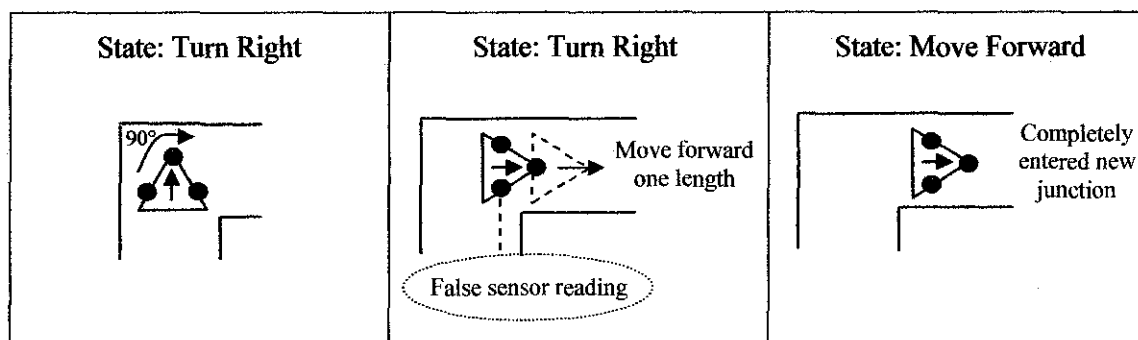 State: Turn Right
90°
State: Turn Right
Move forward
one length
False sensor reading
State: Move Forward
Completely
entered new
junction